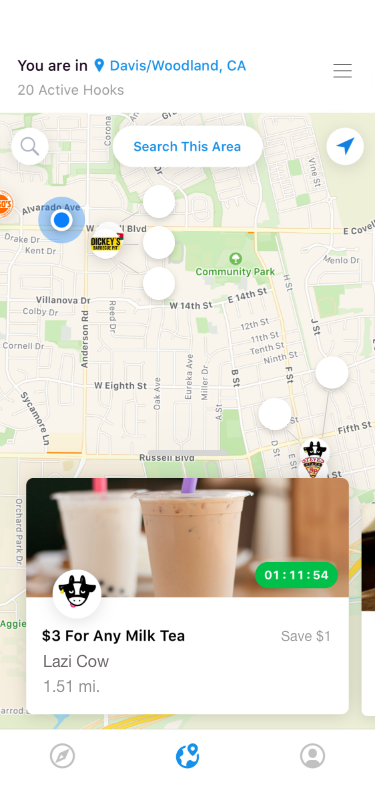 You are in Davis/Woodland, CA
20 Active Hooks
Search This Area
Alvarado Ave
Drake Dr
Kent Dr
DICKEY'S
BARBECUE PIT
Vine St
E Covell
Menlo Dr
Community Park
Villanova Dr
Colby Dr
W 14th St
E 14th St
Reed Dr
H St
J St
12th St
11th St
Tenth St
Ninth St
Cornell Dr
Anderson Rd
W Eighth St
Oak Ave
Eureka Ave
Miller Dr
A St
B St
F St
Sycamore Ln
D St
Fifth St
Russell Blvd
Orchard Park Dr
01:11:54
$3 For Any Milk Tea Save $1
Lazi Cow
1.51 mi.